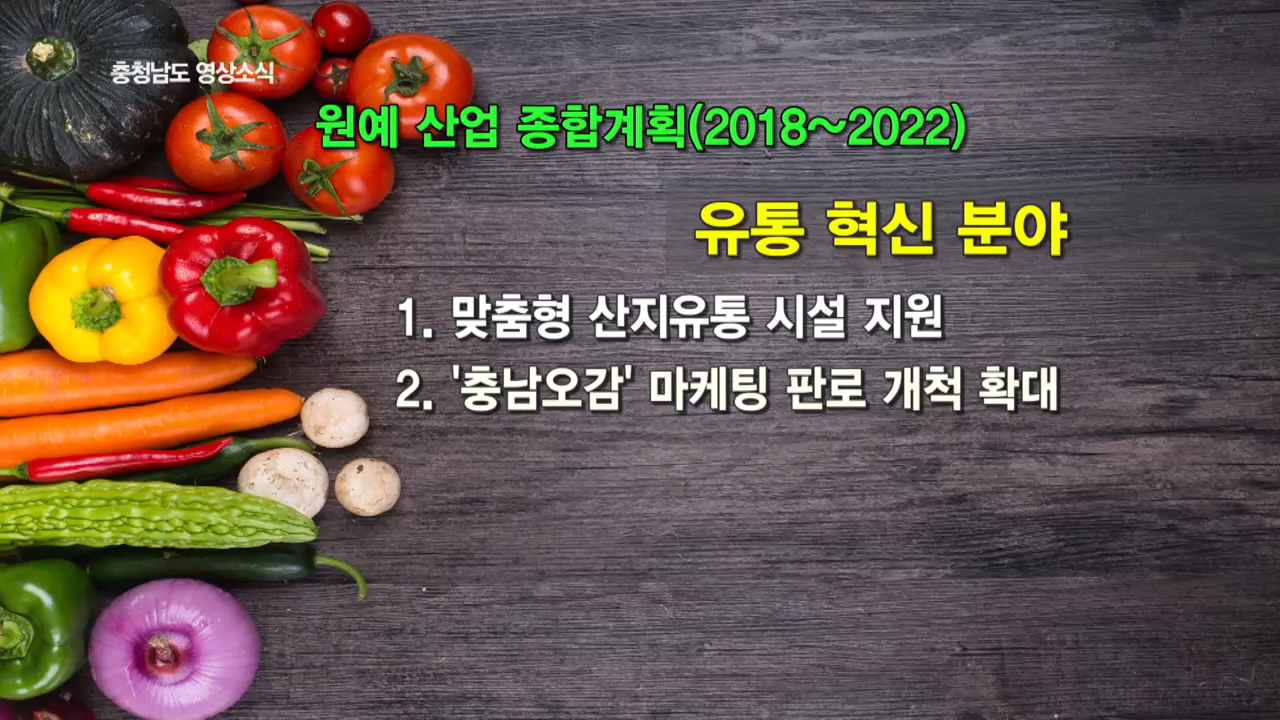 충청남도 영상소식
원예 산업 종합계획(2018~2022)
유통 혁신 분야
1. 맞춤형 산지유통 시설 지원
2. '충남오감' 마케팅 판로 개척 확대